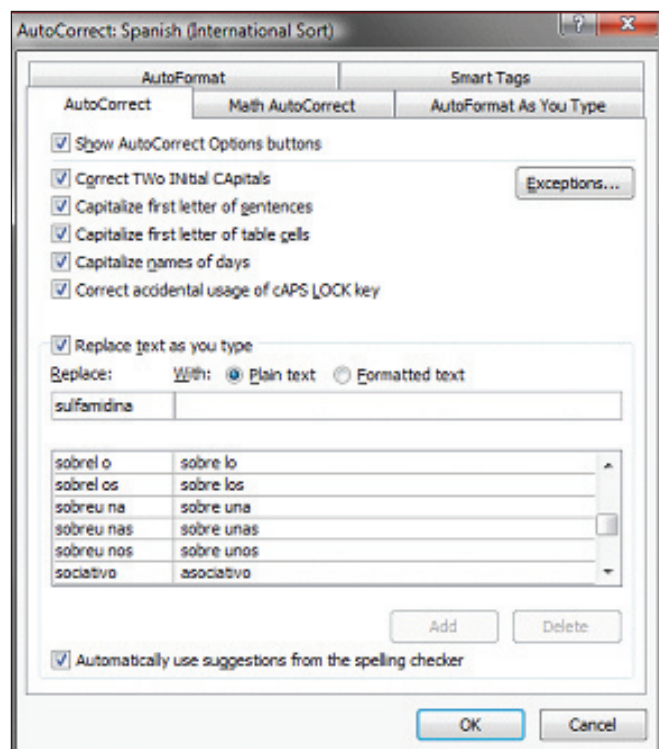 AutoCorrect: Spanish (International Sort)
AutoFormat Smart Tags
AutoCorrect Math AutoCorrect AutoFormat As You Type
Show AutoCorrect Options buttons
Correct TWo INitial CApitals Exceptions...
Capitalize first letter of sentences
Capitalize first letter of table cells
Capitalize names of days
Correct accidental usage of cAPS LOCK key
Replace text as you type
Replace: With: Plain text Formatted text
sulfamidina
sobrel o sobre lo
sobrel os sobre los
sobreu na sobre una
sobreu nas sobre unas
sobreu nos sobre unos
sociativo asociativo
Add Delete
Automatically use suggestions from the spelling checker
OK Cancel